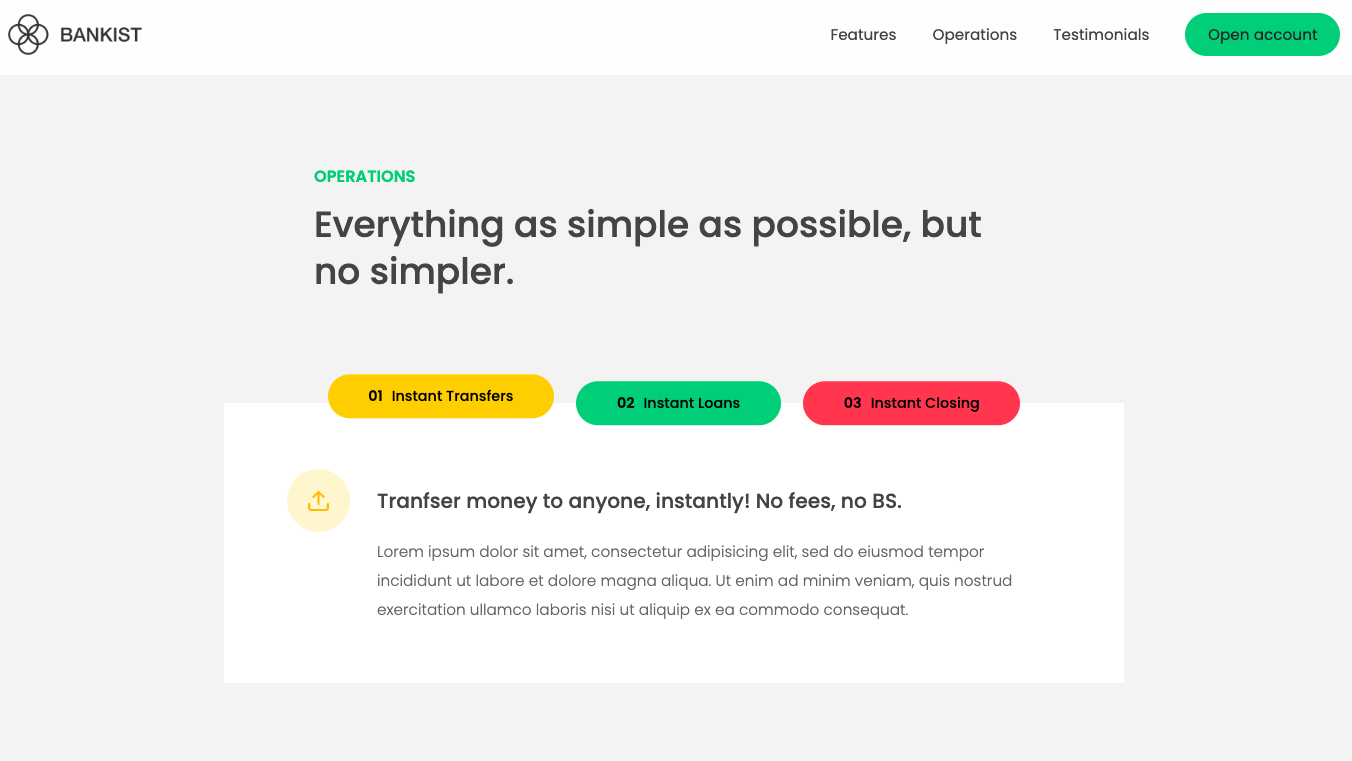 BANKIST
Features
Operations
Testimonials
Open account
OPERATIONS
Everything as simple as possible, but
no simpler.
01 Instant Transfers
02 Instant Loans
03 Instant Closing
Tranfser money to anyone, instantly! No fees, no BS.
Lorem ipsum dolor sit amet, consectetur adipisicing elit, sed do eiusmod tempor
incididunt ut labore et dolore magna aliqua. Ut enim ad minim veniam, quis nostrud
exercitation ullamco laboris nisi ut aliquip ex ea commodo consequat.